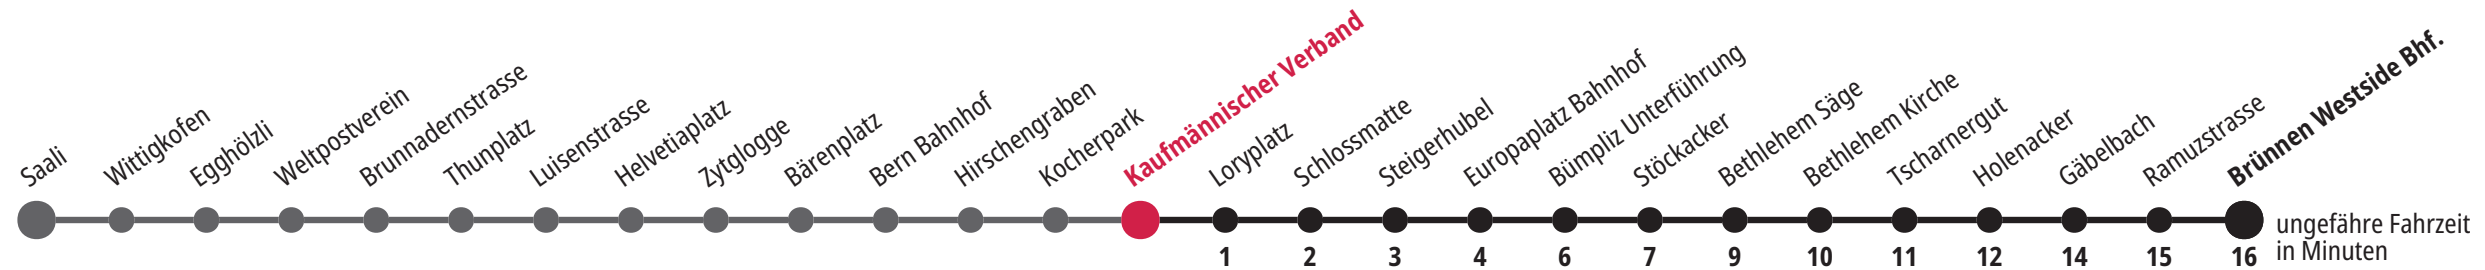 Saali
Wittigkofen
Egghölzli
Weltpostverein
Brunnadernstrasse
Thunplatz
Luisenstrasse
Helvetiaplatz
Zytglogge
Bärenplatz
Bern Bahnhof
Hirschengraben
Kocherpark
Kaufmännischer Verband
Loryplatz
Schlossmatte
Steigerhubel
Europaplatz Bahnhof
Bümpliz Unterführung
Stöckacker
Bethlehem Säge
Bethlehem Kirche
Tscharnergut
Holenacker
Gäbelbach
Ramuzstrasse
Brünnen Westside Bhf.
1 2 3 4 6 7 9 10 11 12 14 15 16
ungefähre Fahrzeit
in Minuten